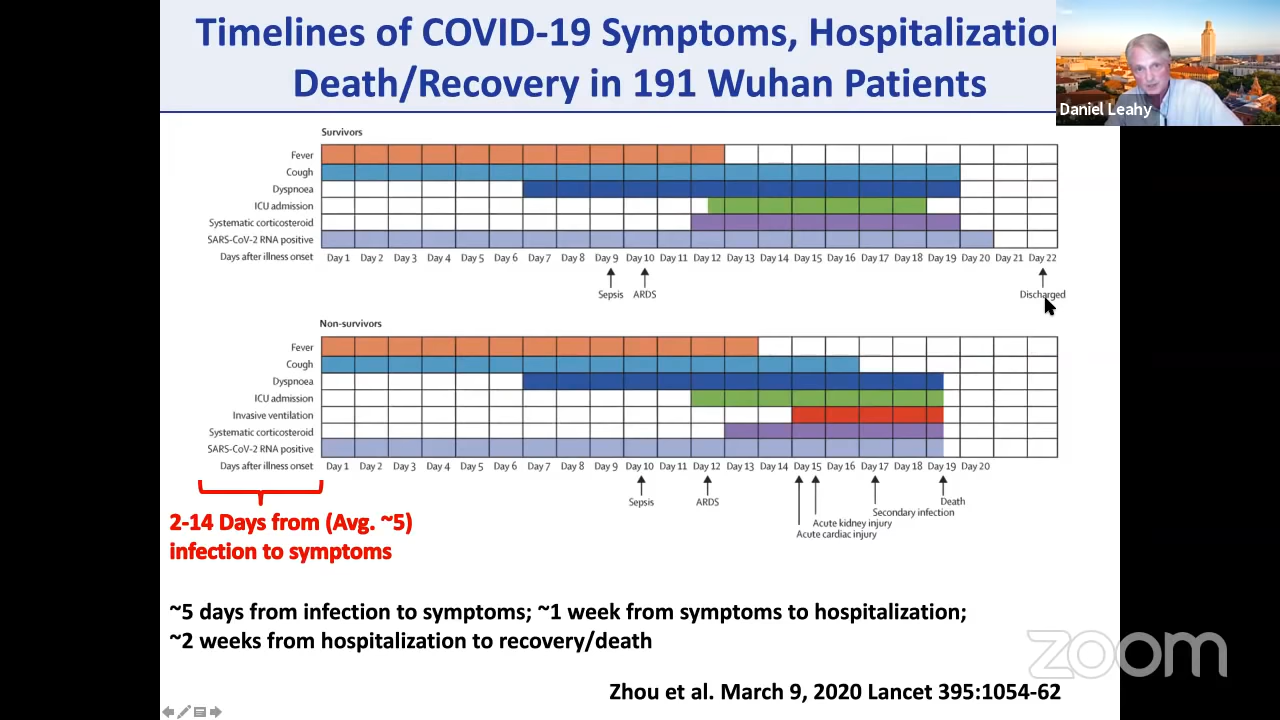 Timelines of COVID-19 Symptoms, Hospitalization
Death/Recovery in 191 Wuhan Patients
Daniel Leahy
Survivors
Fever
Cough
Dyspnoea
ICU admission
Systematic corticosteroid
SARS-CoV-2 RNA positive
Days after illness onset Day 1 Day 2 Day 3 Day 4 Day 5 Day 6 Day 7 Day 8 Day 9 Day 10 Day 11 Day 12 Day 13 Day 14 Day 15 Day 16 Day 17 Day 18 Day 19 Day 20 Day 21 Day 22
Sepsis ARDS Discharged
Non-survivors
Fever
Cough
Dyspnoea
ICU admission
Invasive ventilation
Systematic corticosteroid
SARS-CoV-2 RNA positive
Days after illness onset Day 1 Day 2 Day 3 Day 4 Day 5 Day 6 Day 7 Day 8 Day 9 Day 10 Day 11 Day 12 Day 13 Day 14 Day 15 Day 16 Day 17 Day 18 Day 19 Day 20
Sepsis ARDS Death
Secondary infection
Acute kidney injury
Acute cardiac injury
2-14 Days from (Avg. ~5)
infection to symptoms
~5 days from infection to symptoms; ~1 week from symptoms to hospitalization;
~2 weeks from hospitalization to recovery/death
zoom
Zhou et al. March 9, 2020 Lancet 395:1054-62